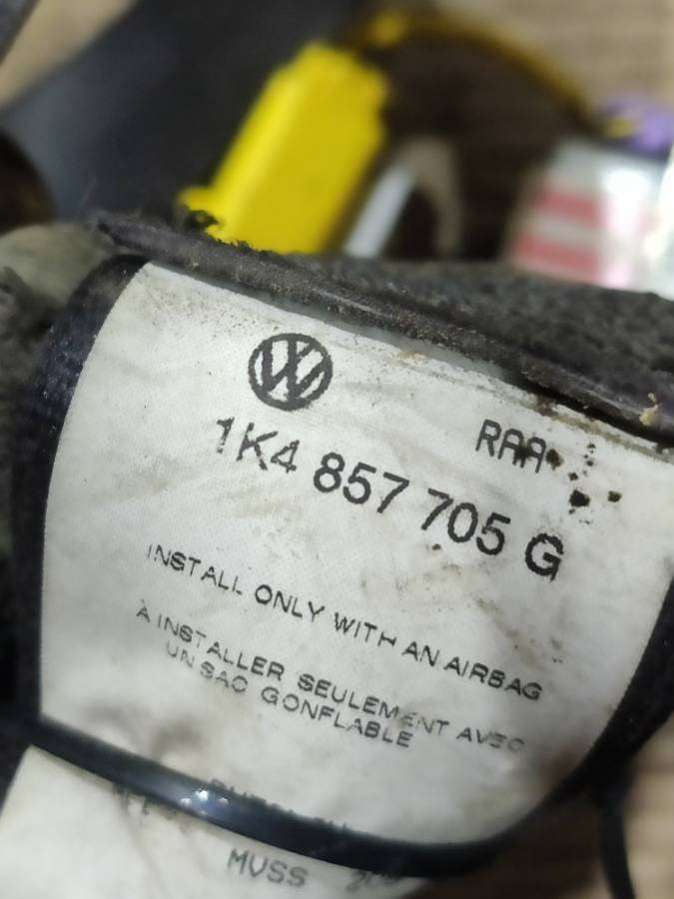 RAA
1K4 857 705 G
INSTALL ONLY WITH AN AIRBAG
À INSTALLER SEULEMENT AVEC
UN SAC GONFLABLE
MVSS